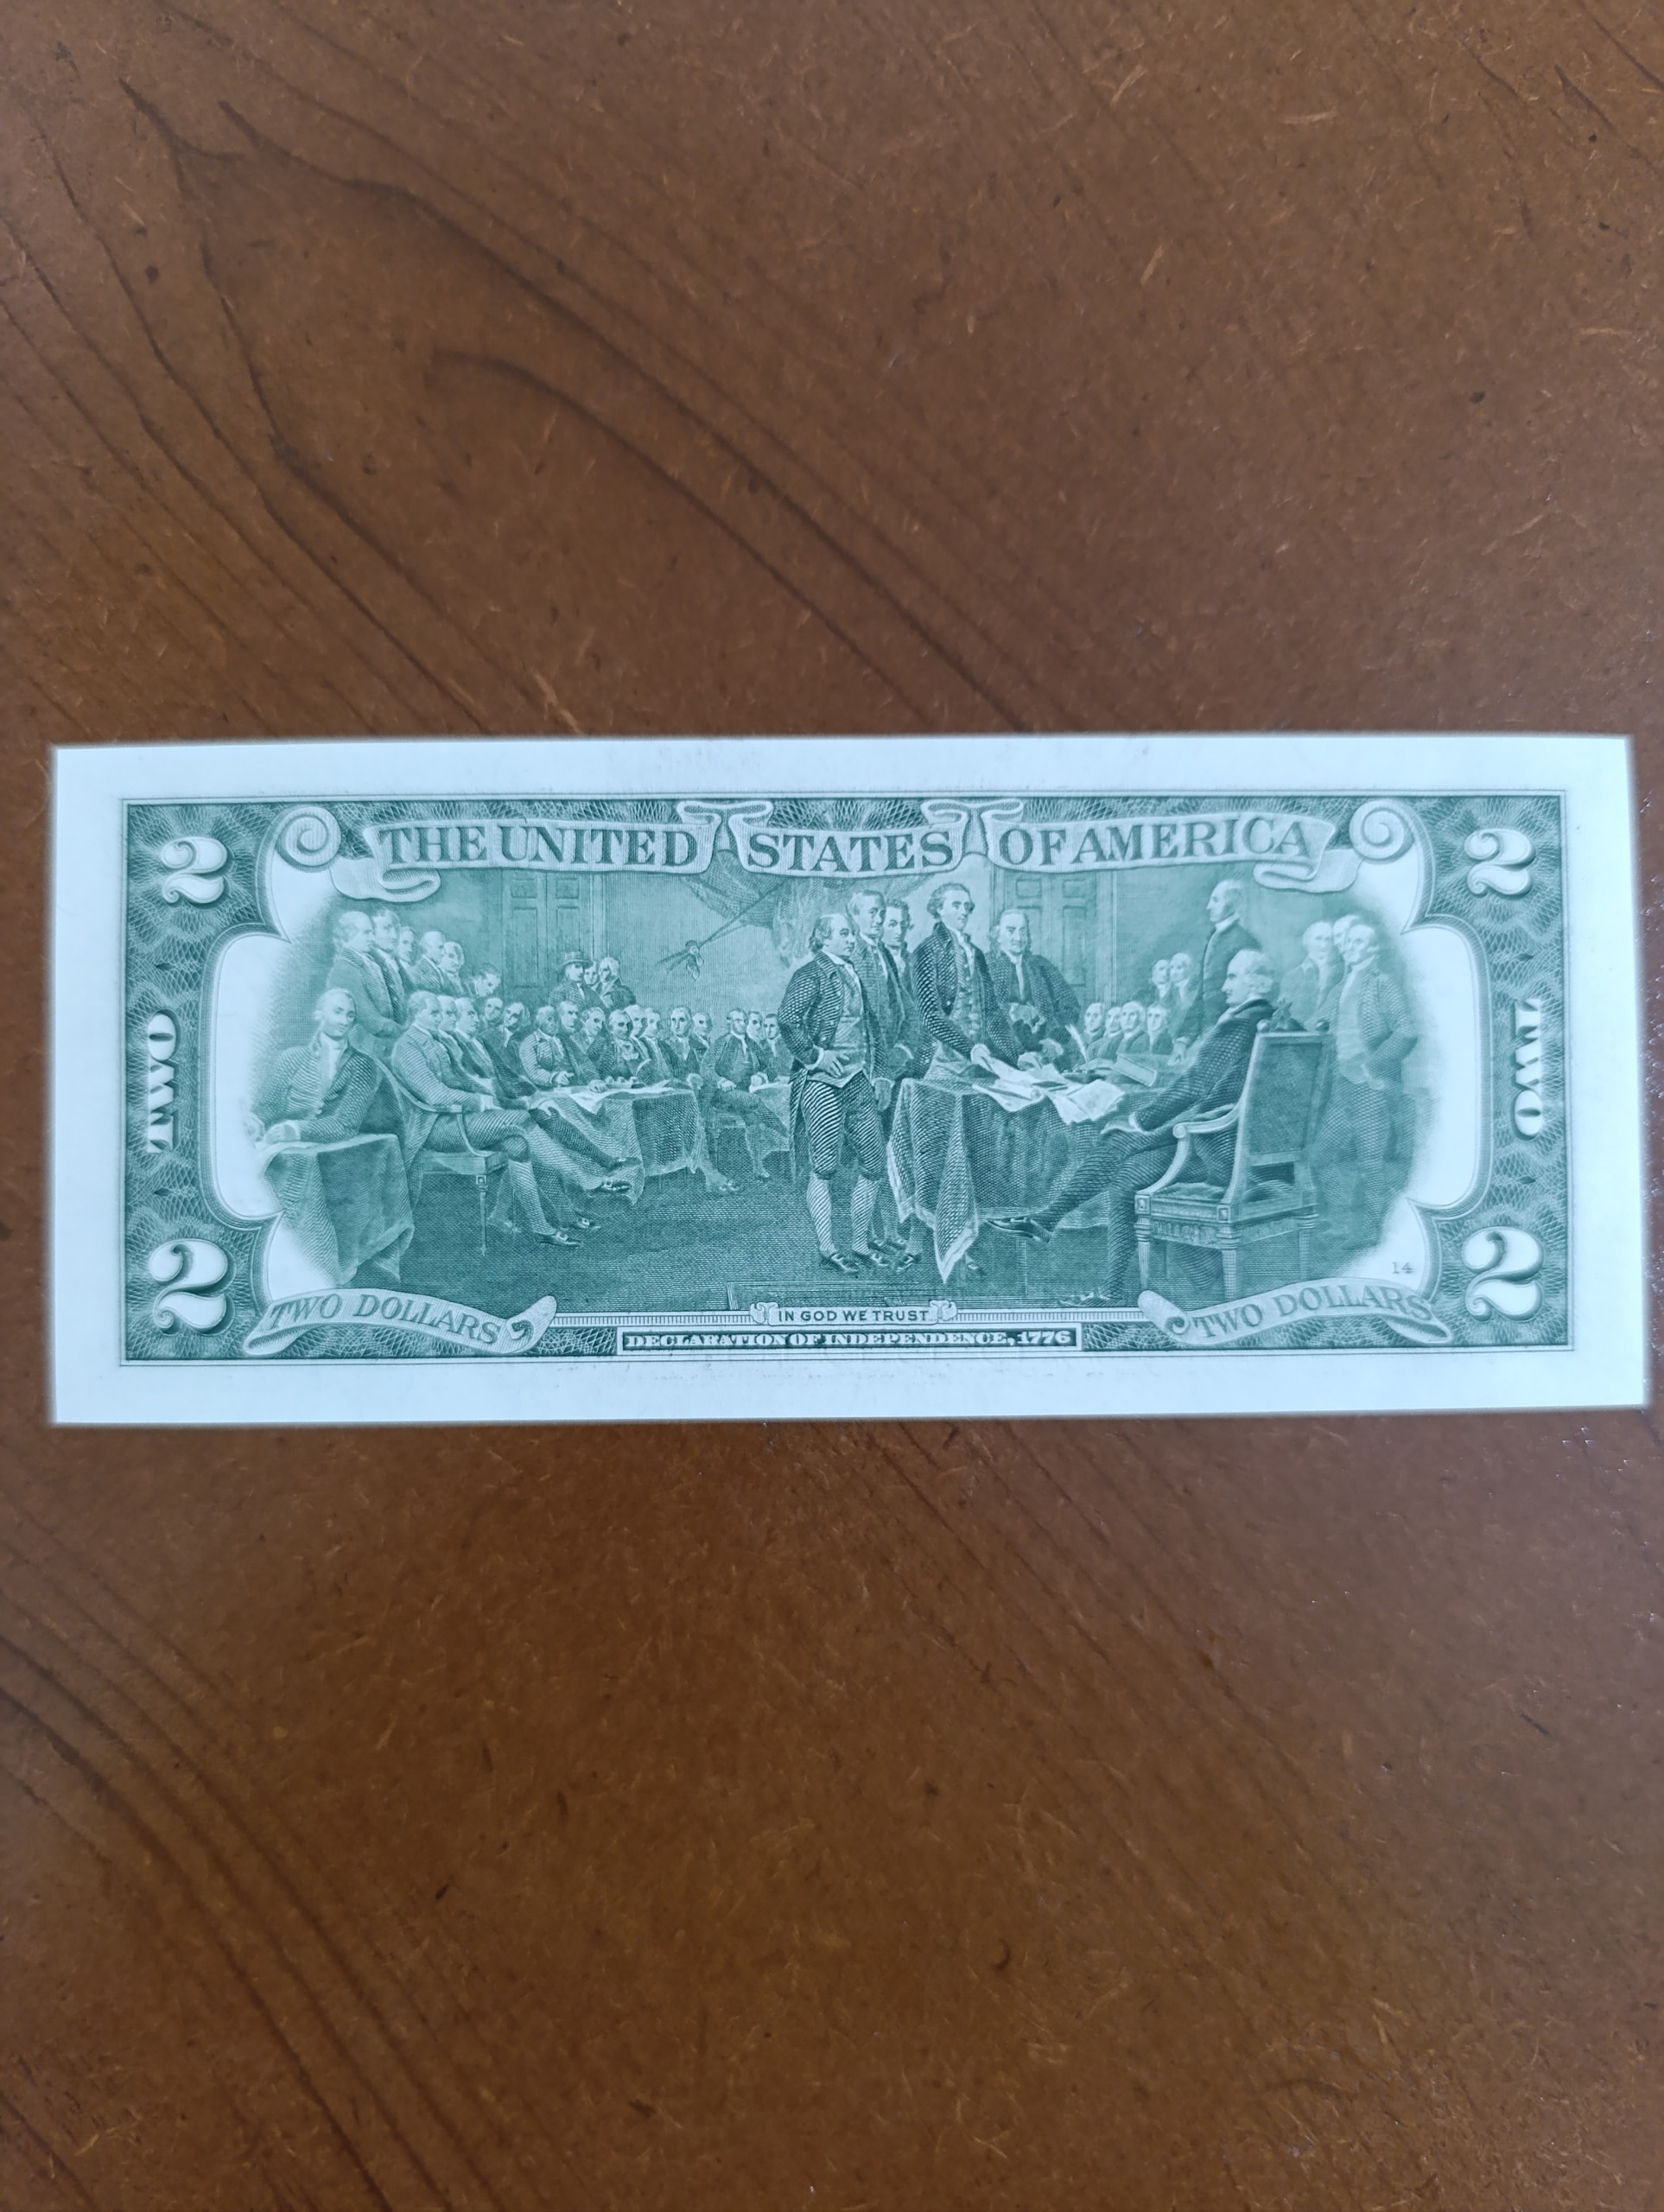 2 THE UNITED STATES OF AMERICA 2
TWO
TWO
14
2 TWO DOLLARS
IN GOD WE TRUST
TWO DOLLARS 2
DECLARATION OF INDEPENDENCE, 1776